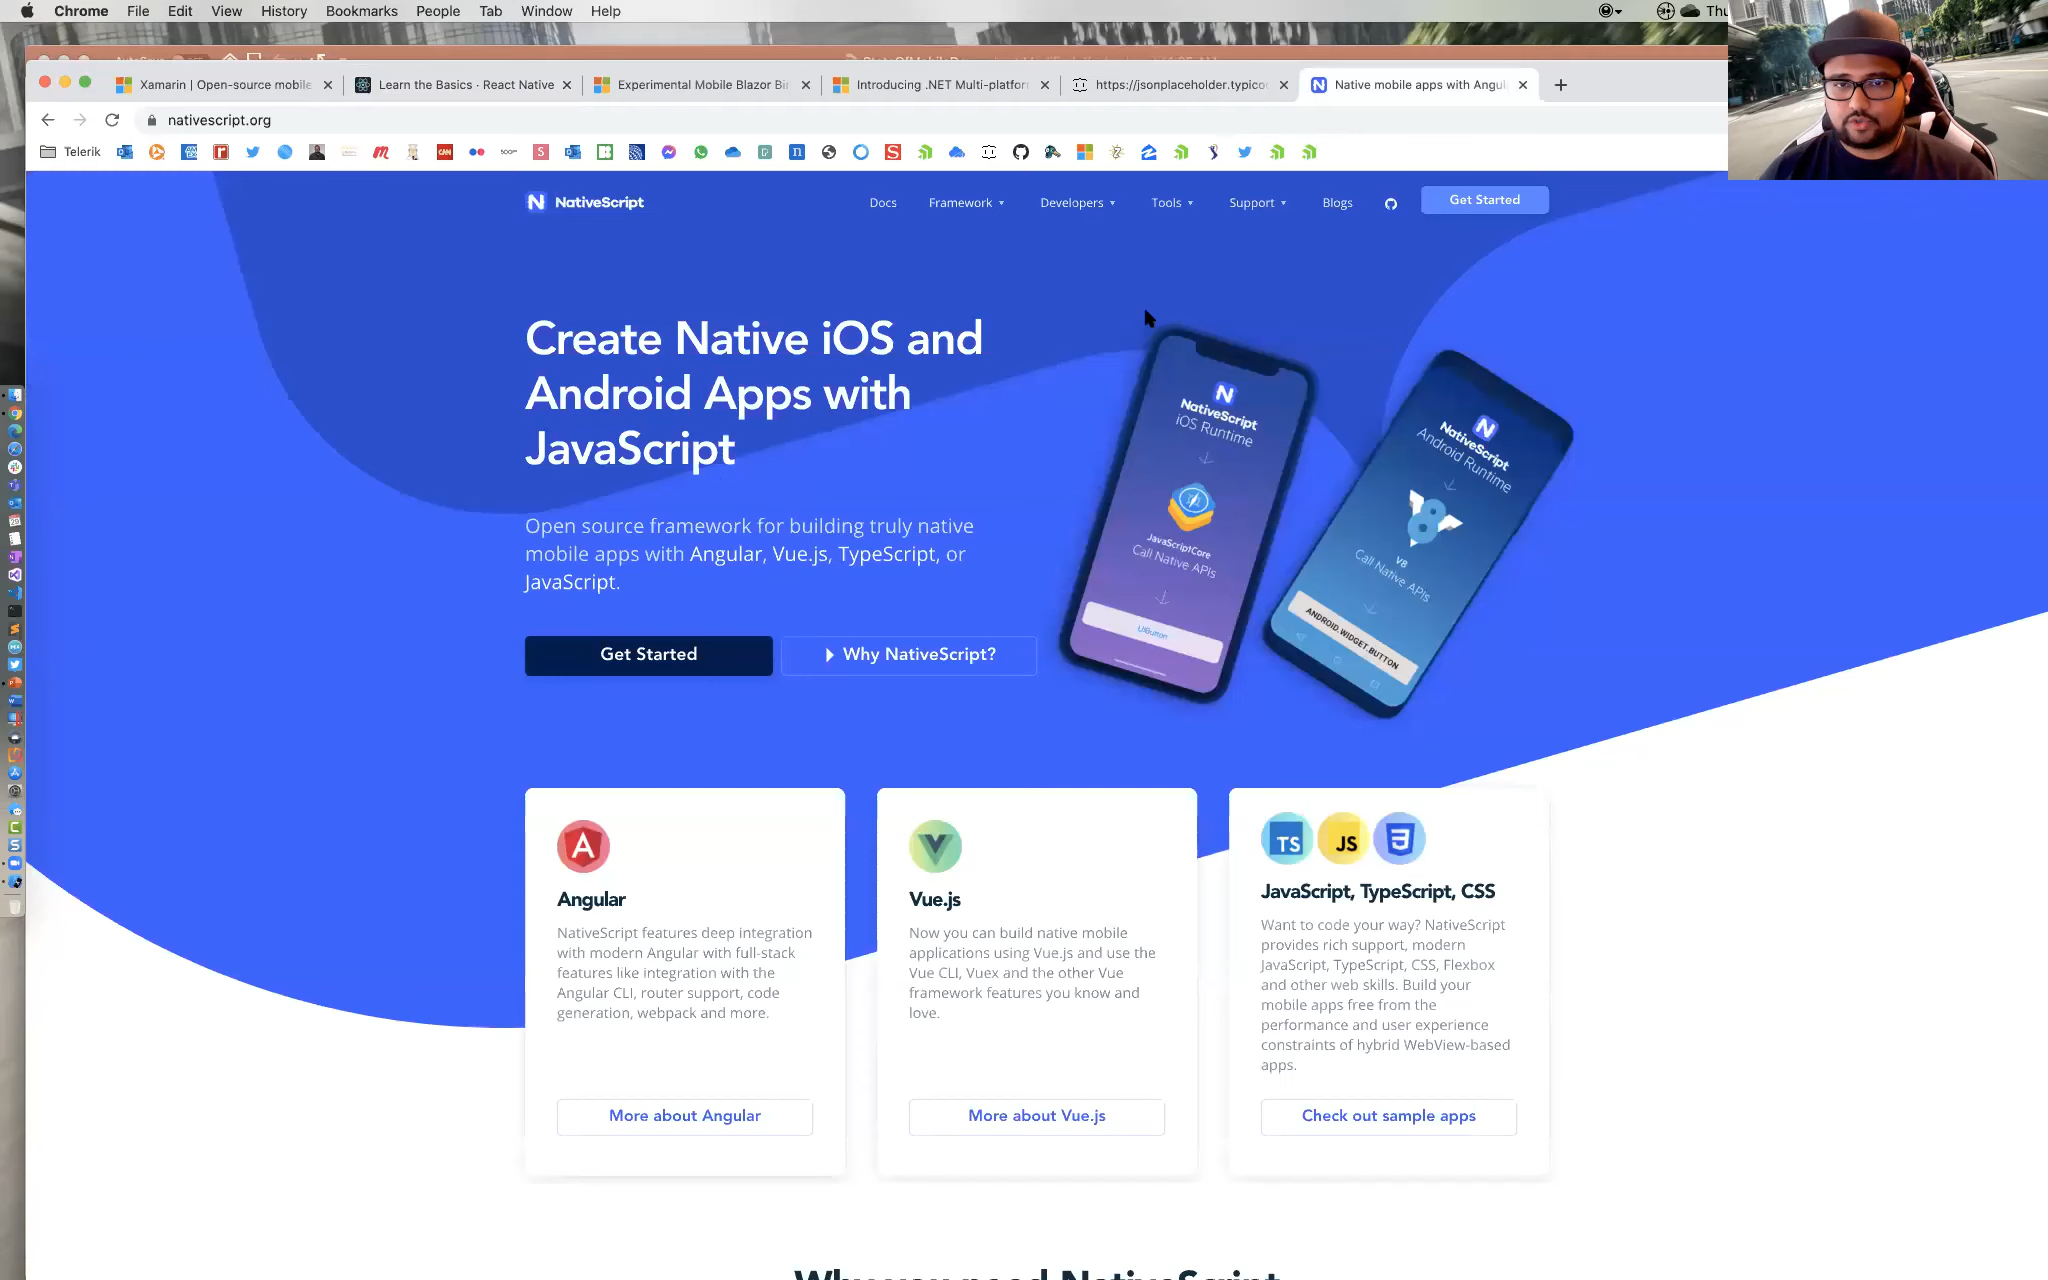 Chrome File Edit View History Bookmarks People Tab Window Help
Thu
Xamarin | Open-source mobile
Learn the Basics · React Native
Experimental Mobile Blazor Bi
Introducing .NET Multi-platfor
https://jsonplaceholder.typico
Native mobile apps with Angul
nativescript.org
Telerik
NativeScript
Docs Framework Developers Tools Support Blogs Get Started
Create Native iOS and
Android Apps with
JavaScript
Open source framework for building truly native
mobile apps with Angular, Vue.js, TypeScript, or
JavaScript.
Get Started
Why NativeScript?
NativeScript
iOS Runtime
JavaScriptCore
Call Native APIs
UIButton
NativeScript
Android Runtime
V8
Call Native APIs
ANDROID.WIDGET.BUTTON
Angular
NativeScript features deep integration
with modern Angular with full-stack
features like integration with the
Angular CLI, router support, code
generation, webpack and more.
More about Angular
Vue.js
Now you can build native mobile
applications using Vue.js and use the
Vue CLI, Vuex and the other Vue
framework features you know and
love.
More about Vue.js
TS JS 3
JavaScript, TypeScript, CSS
Want to code your way? NativeScript
provides rich support, modern
JavaScript, TypeScript, CSS, Flexbox
and other web skills. Build your
mobile apps free from the
performance and user experience
constraints of hybrid WebView-based
apps.
Check out sample apps
Why you need NativeScript